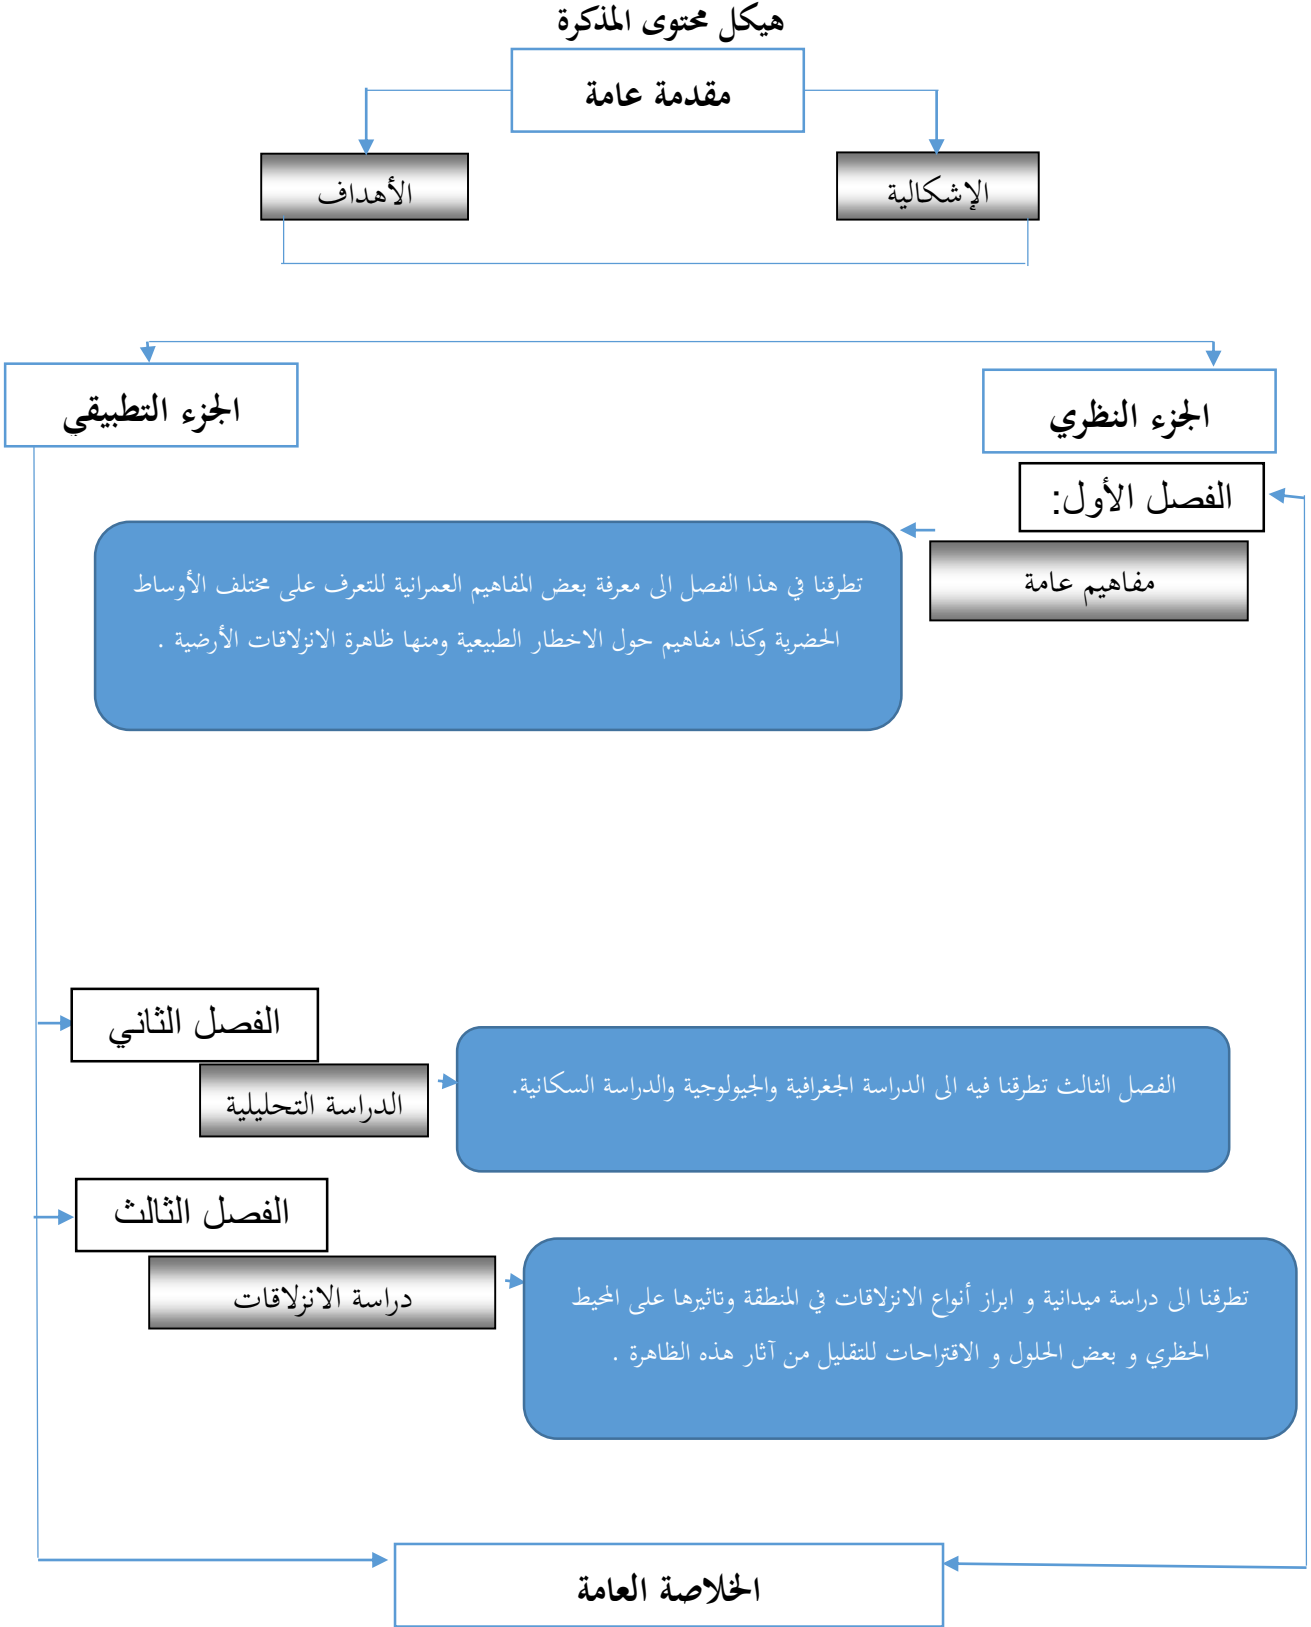 هيكل محتوى المذكرة
مقدمة عامة
الإشكالية
الأهداف
الجزء النظري
الجزء التطبيقي
الفصل الأول:
مفاهيم عامة
تطرقنا في هذا الفصل الى معرفة بعض المفاهيم العمرانية للتعرف على مختلف الأوساط
الحضرية وكذا مفاهيم حول الاخطار الطبيعية ومنها ظاهرة الانزلاقات الأرضية .
الفصل الثاني
الدراسة التحليلية
الفصل الثالث تطرقنا فيه الى الدراسة الجغرافية والجيولوجية والدراسة السكانية.
الفصل الثالث
دراسة الانزلاقات
تطرقنا الى دراسة ميدانية و ابراز أنواع الانزلاقات في المنطقة وتاثيرها على المحيط
الحظري و بعض الحلول و الاقتراحات للتقليل من آثار هذه الظاهرة .
الخلاصة العامة